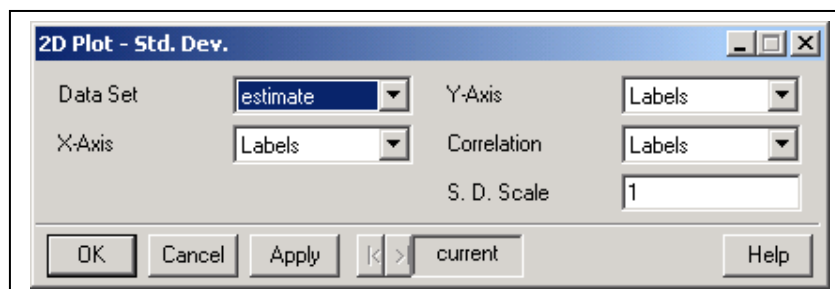 2D Plot - Std. Dev.
Data Set estimate Y-Axis Labels
X-Axis Labels Correlation Labels
S. D. Scale 1
OK Cancel Apply |< >| current Help